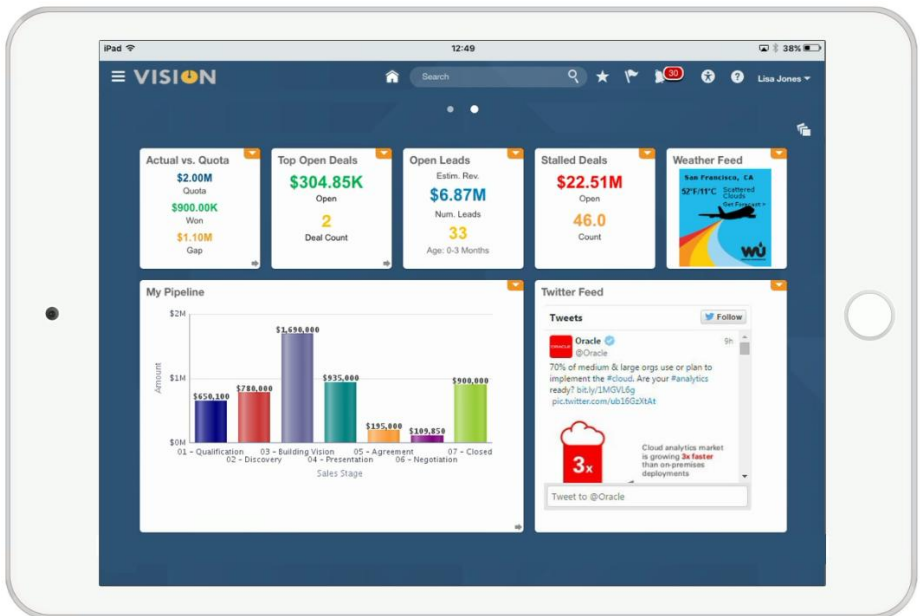 iPad 12:49 38%
VISION Search 30 Lisa Jones
Actual vs. Quota
$2.00M
Quota
$900.00K
Won
$1.10M
Gap
Top Open Deals
$304.85K
Open
2
Deal Count
Open Leads
Estim. Rev.
$6.87M
Num. Leads
33
Age: 0-3 Months
Stalled Deals
$22.51M
Open
46.0
Count
Weather Feed
San Francisco, CA
52°F/11°C Scattered
Clouds
Get Forecast >
wu
My Pipeline
$2M
$1M
$0M
Amount
$650,100
$780,000
$1,690,000
$935,000
$195,000
$109,850
$900,000
01 - Qualification 03 - Building Vision 05 - Agreement 07 - Closed
02 - Discovery 04 - Presentation 06 - Negotiation
Sales Stage
Twitter Feed
Tweets Follow
ORACLE Oracle 9h
@Oracle
70% of medium & large orgs use or plan to
implement the #cloud. Are your #analytics
ready? bit.ly/1MGVL6g
pic.twitter.com/ub16GzXtAt
3x
Cloud analytics market
is growing 3x faster
than on-premises
deployments
Tweet to @Oracle